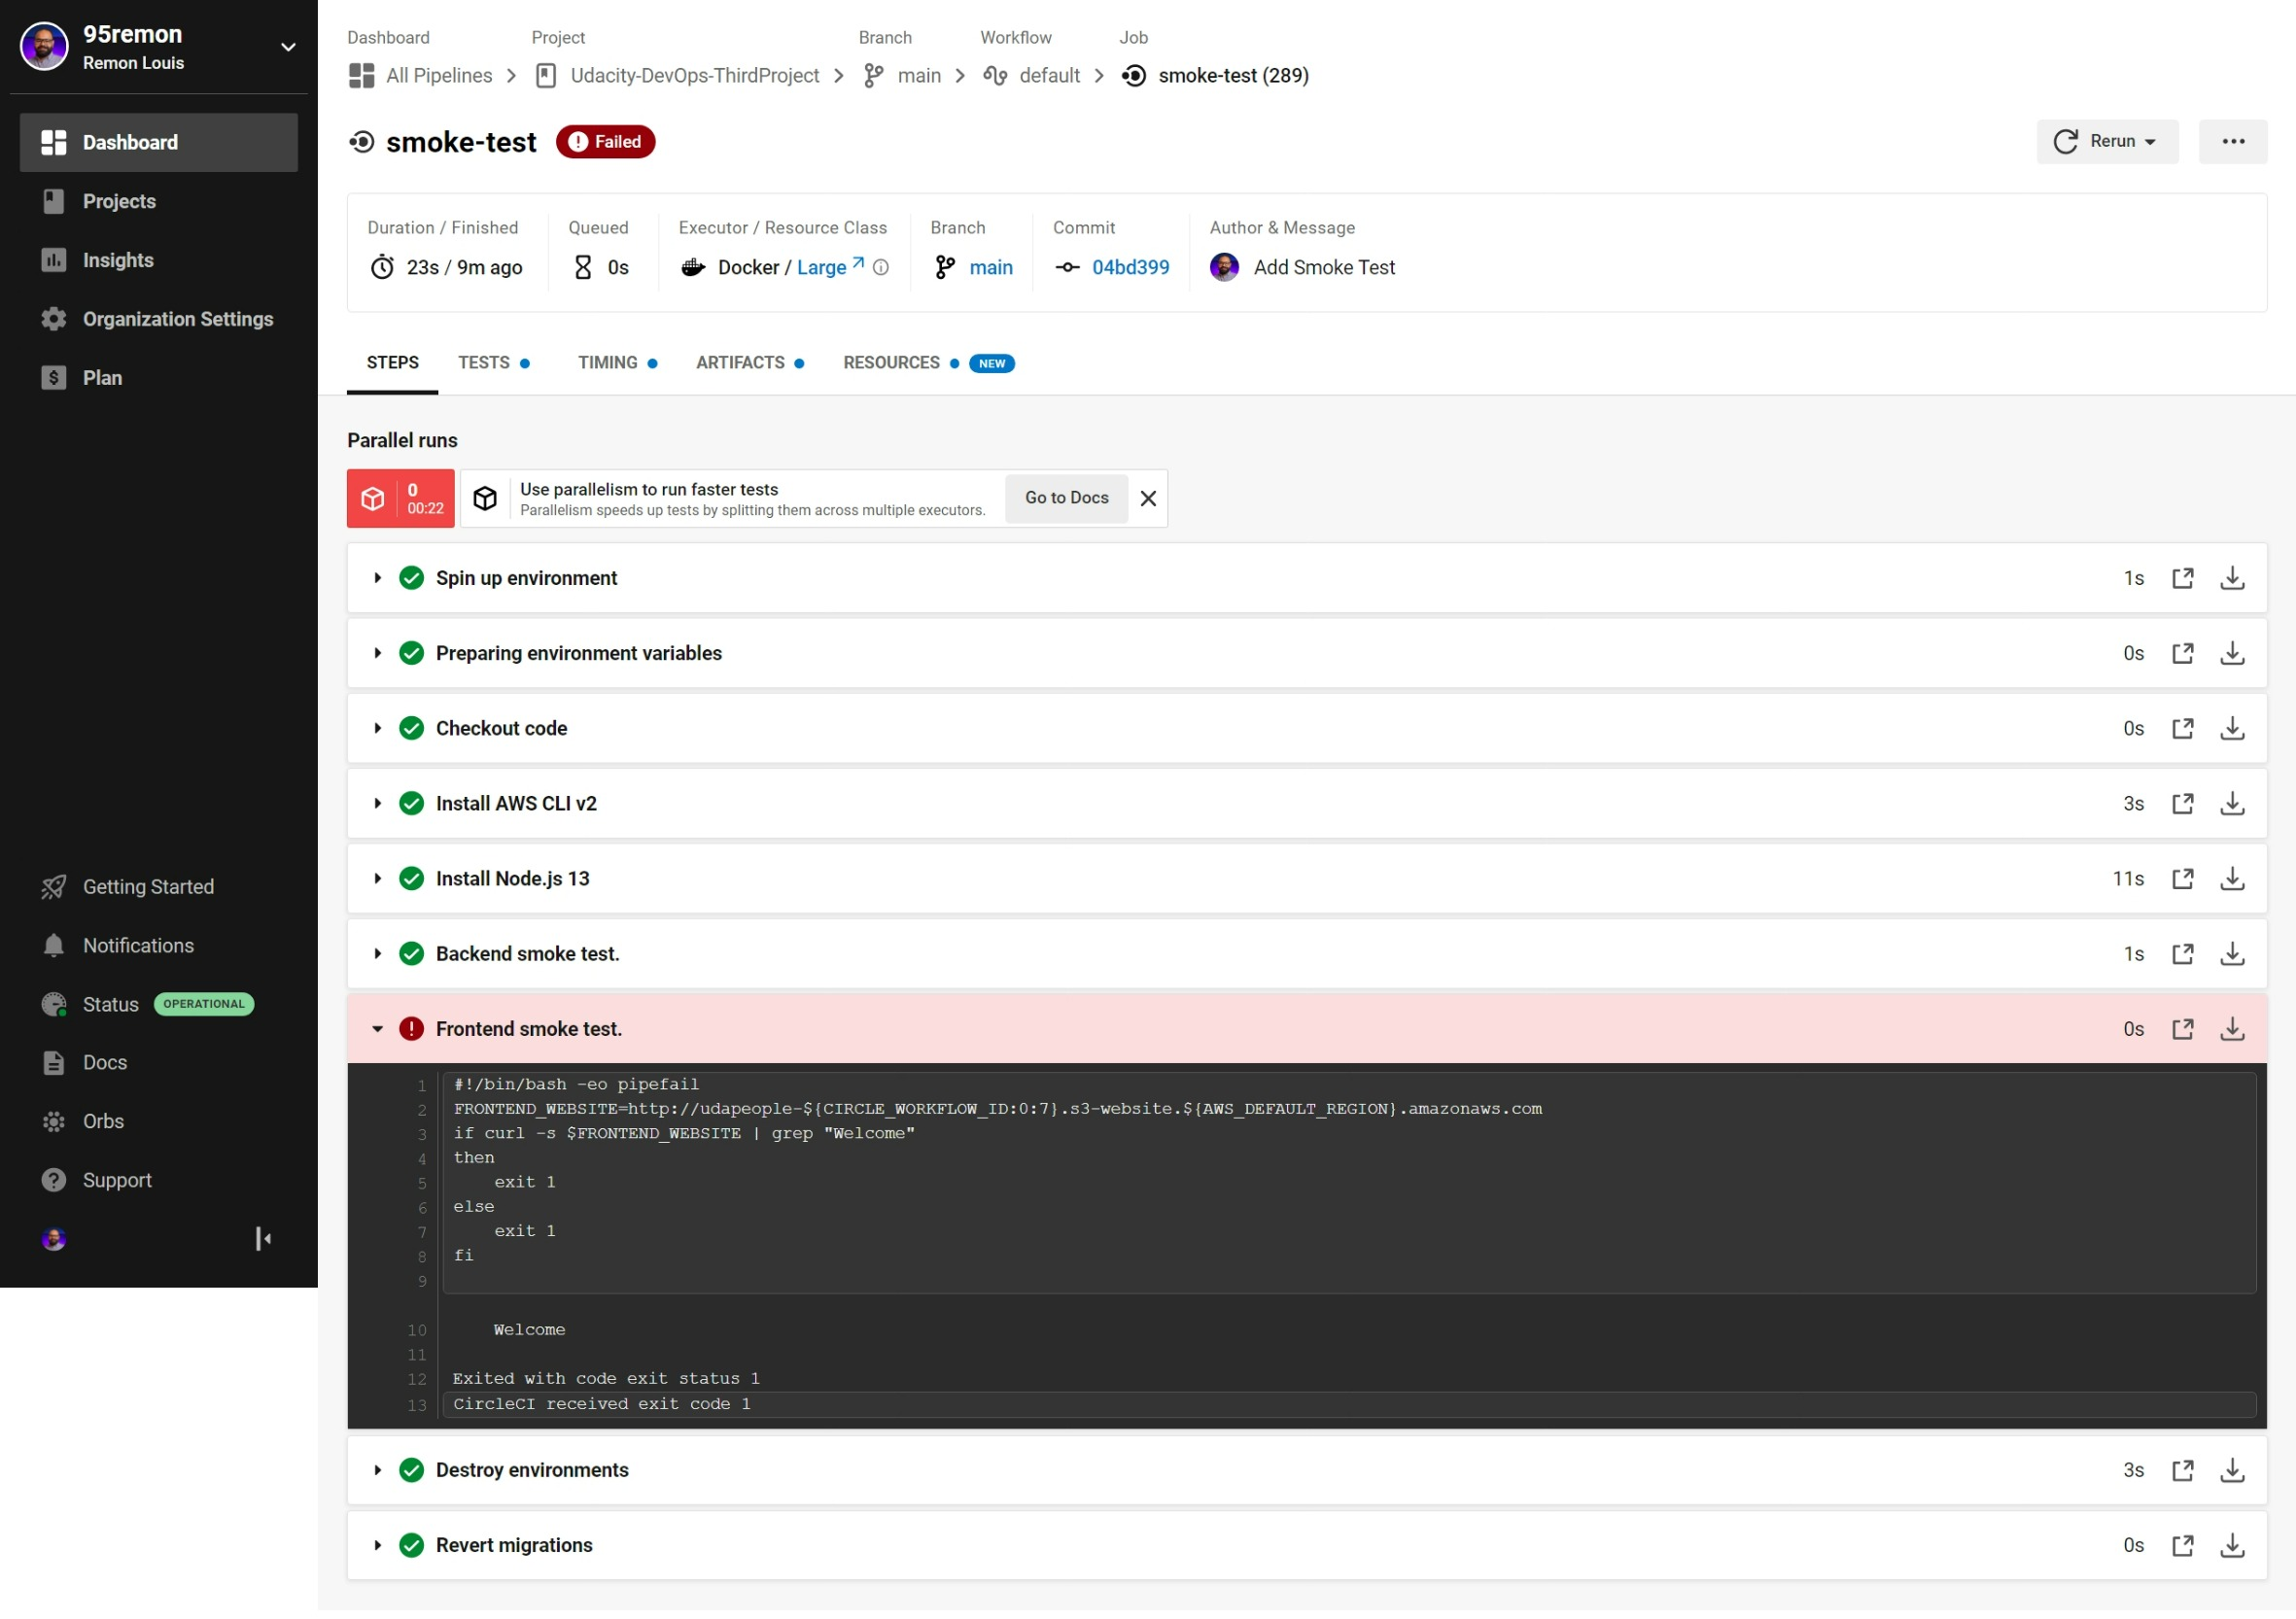 95remon
Remon Louis
Dashboard
Projects
Insights
Organization Settings
Plan
Getting Started
Notifications
Status OPERATIONAL
Docs
Orbs
Support
Dashboard Project Branch Workflow Job
All Pipelines Udacity-DevOps-ThirdProject main default smoke-test (289)
smoke-test Failed
Rerun
Duration / Finished Queued Executor / Resource Class Branch Commit Author & Message
23s / 9m ago 0s Docker / Large main 04bd399 Add Smoke Test
STEPS TESTS TIMING ARTIFACTS RESOURCES NEW
Parallel runs
0
00:22
Use parallelism to run faster tests
Parallelism speeds up tests by splitting them across multiple executors.
Go to Docs
Spin up environment 1s
Preparing environment variables 0s
Checkout code 0s
Install AWS CLI v2 3s
Install Node.js 13 11s
Backend smoke test. 1s
Frontend smoke test. 0s
1 #!/bin/bash -eo pipefail
2 FRONTEND_WEBSITE=http://udapeople-${CIRCLE_WORKFLOW_ID:0:7}.s3-website.${AWS_DEFAULT_REGION}.amazonaws.com
3 if curl -s $FRONTEND_WEBSITE | grep "Welcome"
4 then
5 exit 1
6 else
7 exit 1
8 fi
9
10 Welcome
11
12 Exited with code exit status 1
13 CircleCI received exit code 1
Destroy environments 3s
Revert migrations 0s